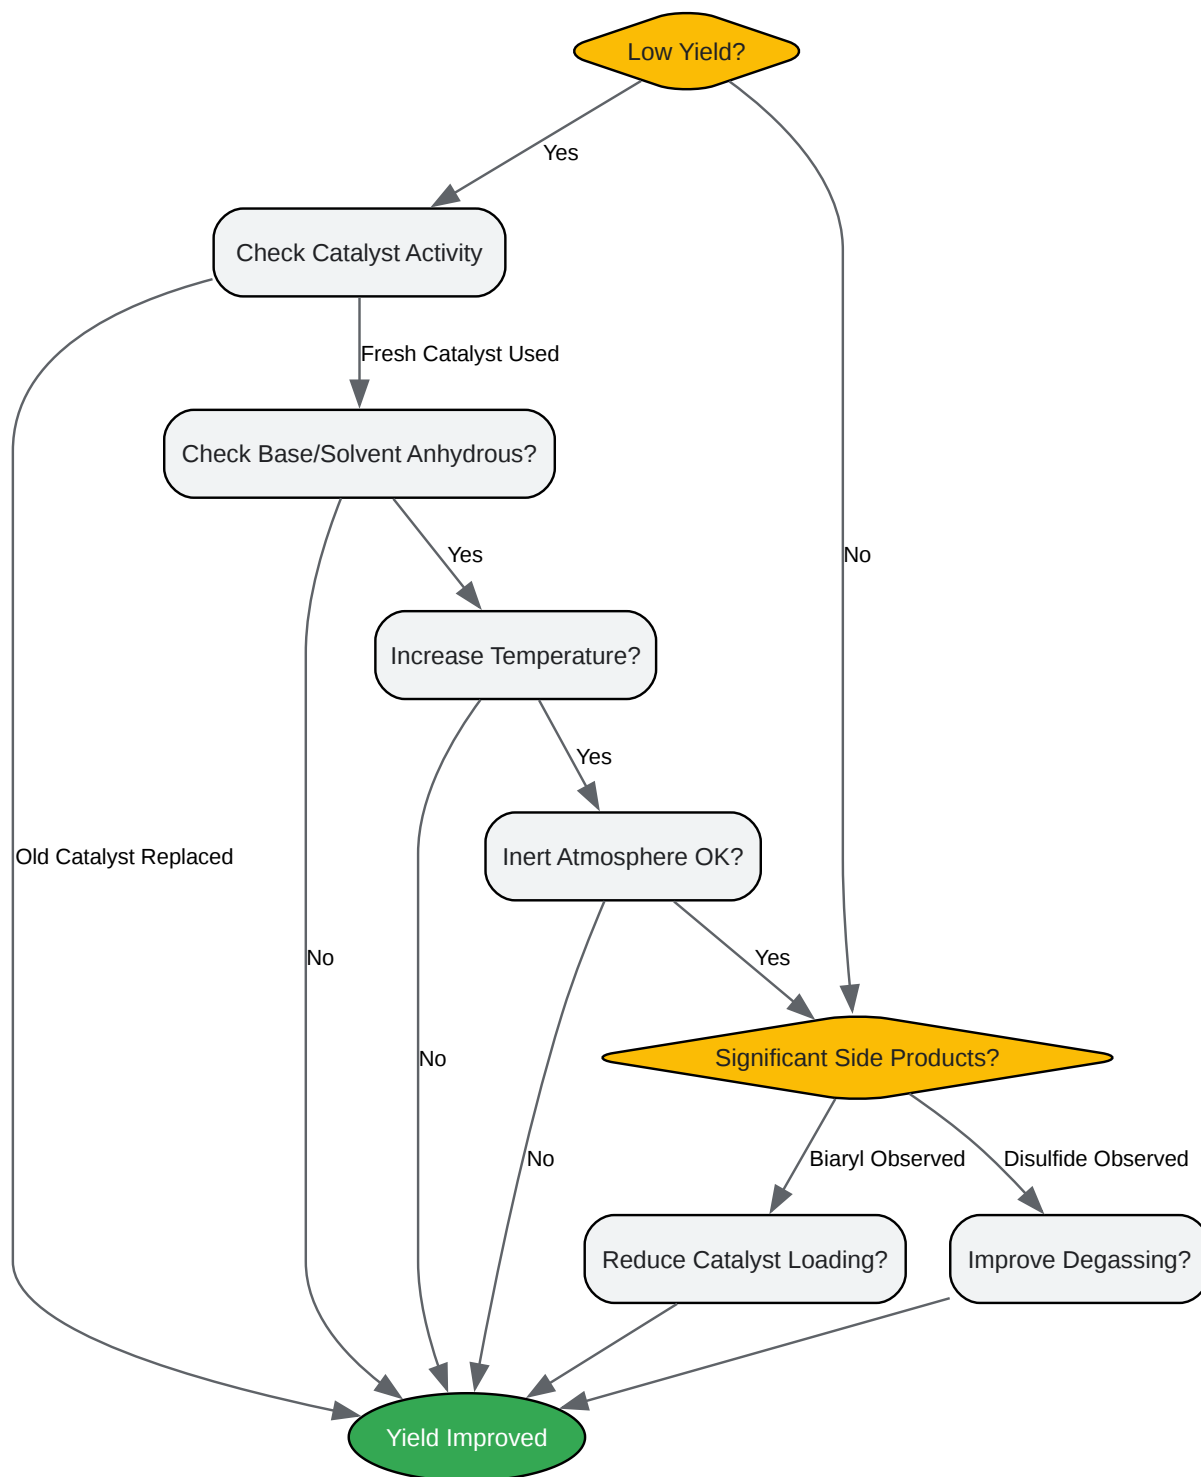 Low Yield?
Yes
Check Catalyst Activity
Fresh Catalyst Used
Check Base/Solvent Anhydrous?
Yes
No
Increase Temperature?
Yes
Inert Atmosphere OK?
Old Catalyst Replaced
No
Yes
Significant Side Products?
No
No
Biaryl Observed
Disulfide Observed
Reduce Catalyst Loading?
Improve Degassing?
Yield Improved